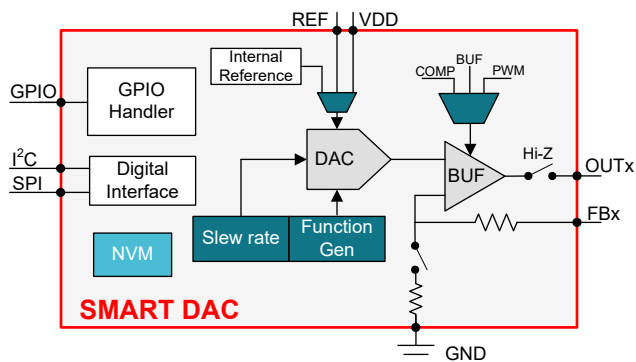 REF VDD
Internal
Reference
GPIO
GPIO
Handler
COMP BUF PWM
I²C
SPI
Digital
Interface
DAC
BUF
Hi-Z
OUTx
FBx
Slew rate
Function
Gen
NVM
SMART DAC
GND